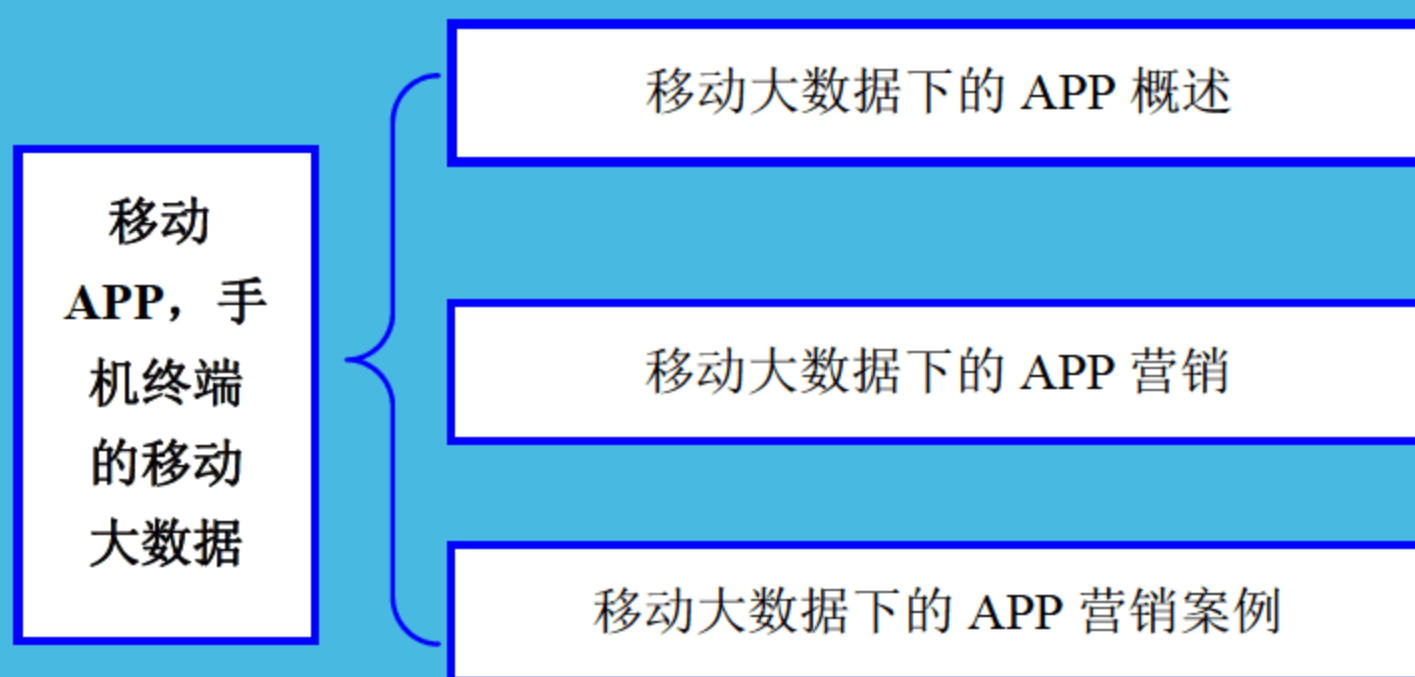 移动
APP，手
机终端
的移动
大数据
移动大数据下的 APP 概述
移动大数据下的 APP 营销
移动大数据下的 APP 营销案例